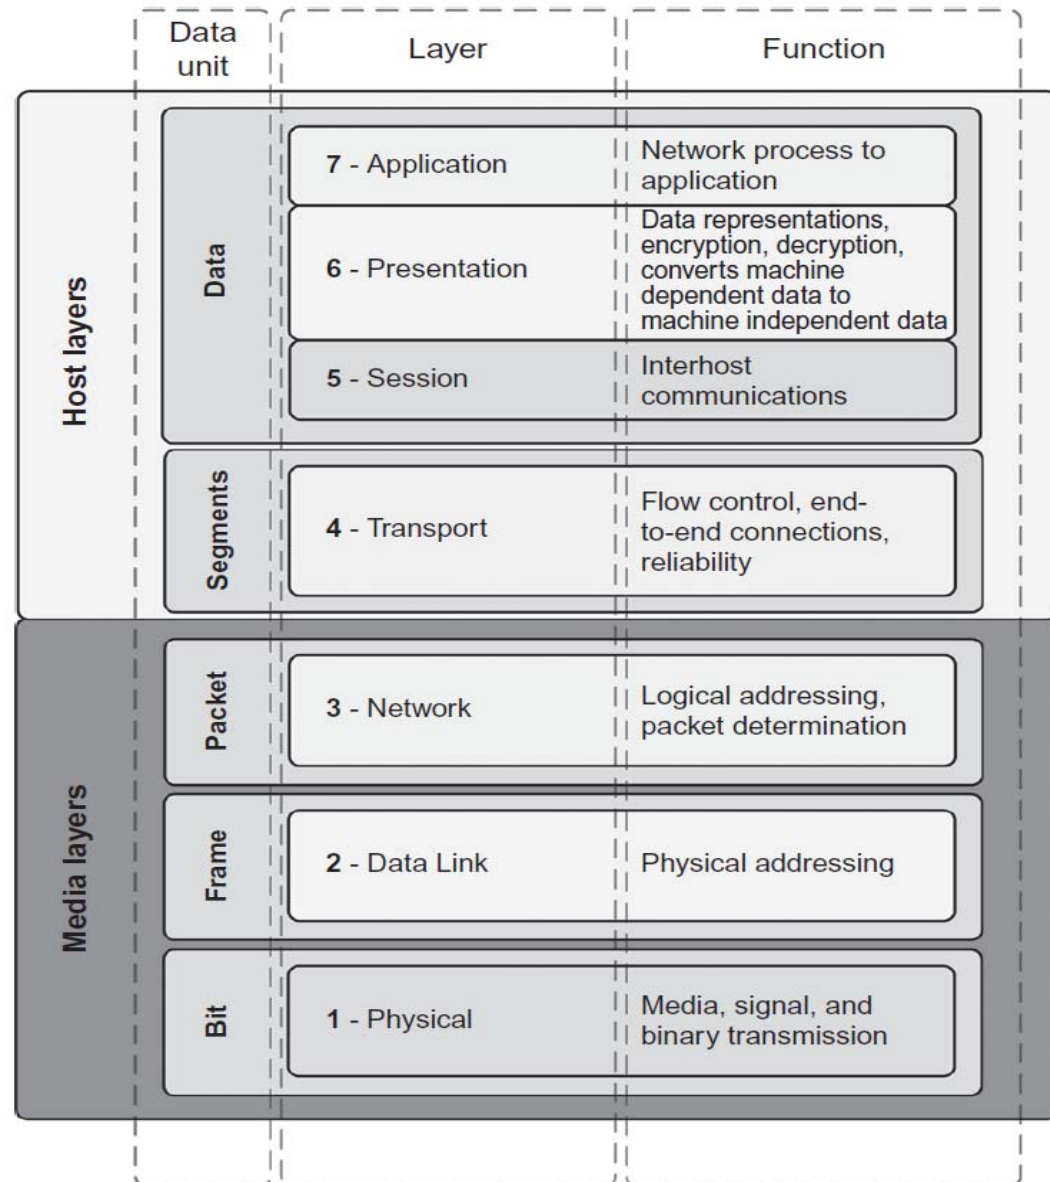 Data
unit
Layer
Function
Host layers
Data
7 - Application
Network process to
application
6 - Presentation
Data representations,
encryption, decryption,
converts machine
dependent data to
machine independent data
5 - Session
Interhost
communications
Segments
4 - Transport
Flow control, end-
to-end connections,
reliability
Media layers
Packet
3 - Network
Logical addressing,
packet determination
Frame
2 - Data Link
Physical addressing
Bit
1 - Physical
Media, signal, and
binary transmission